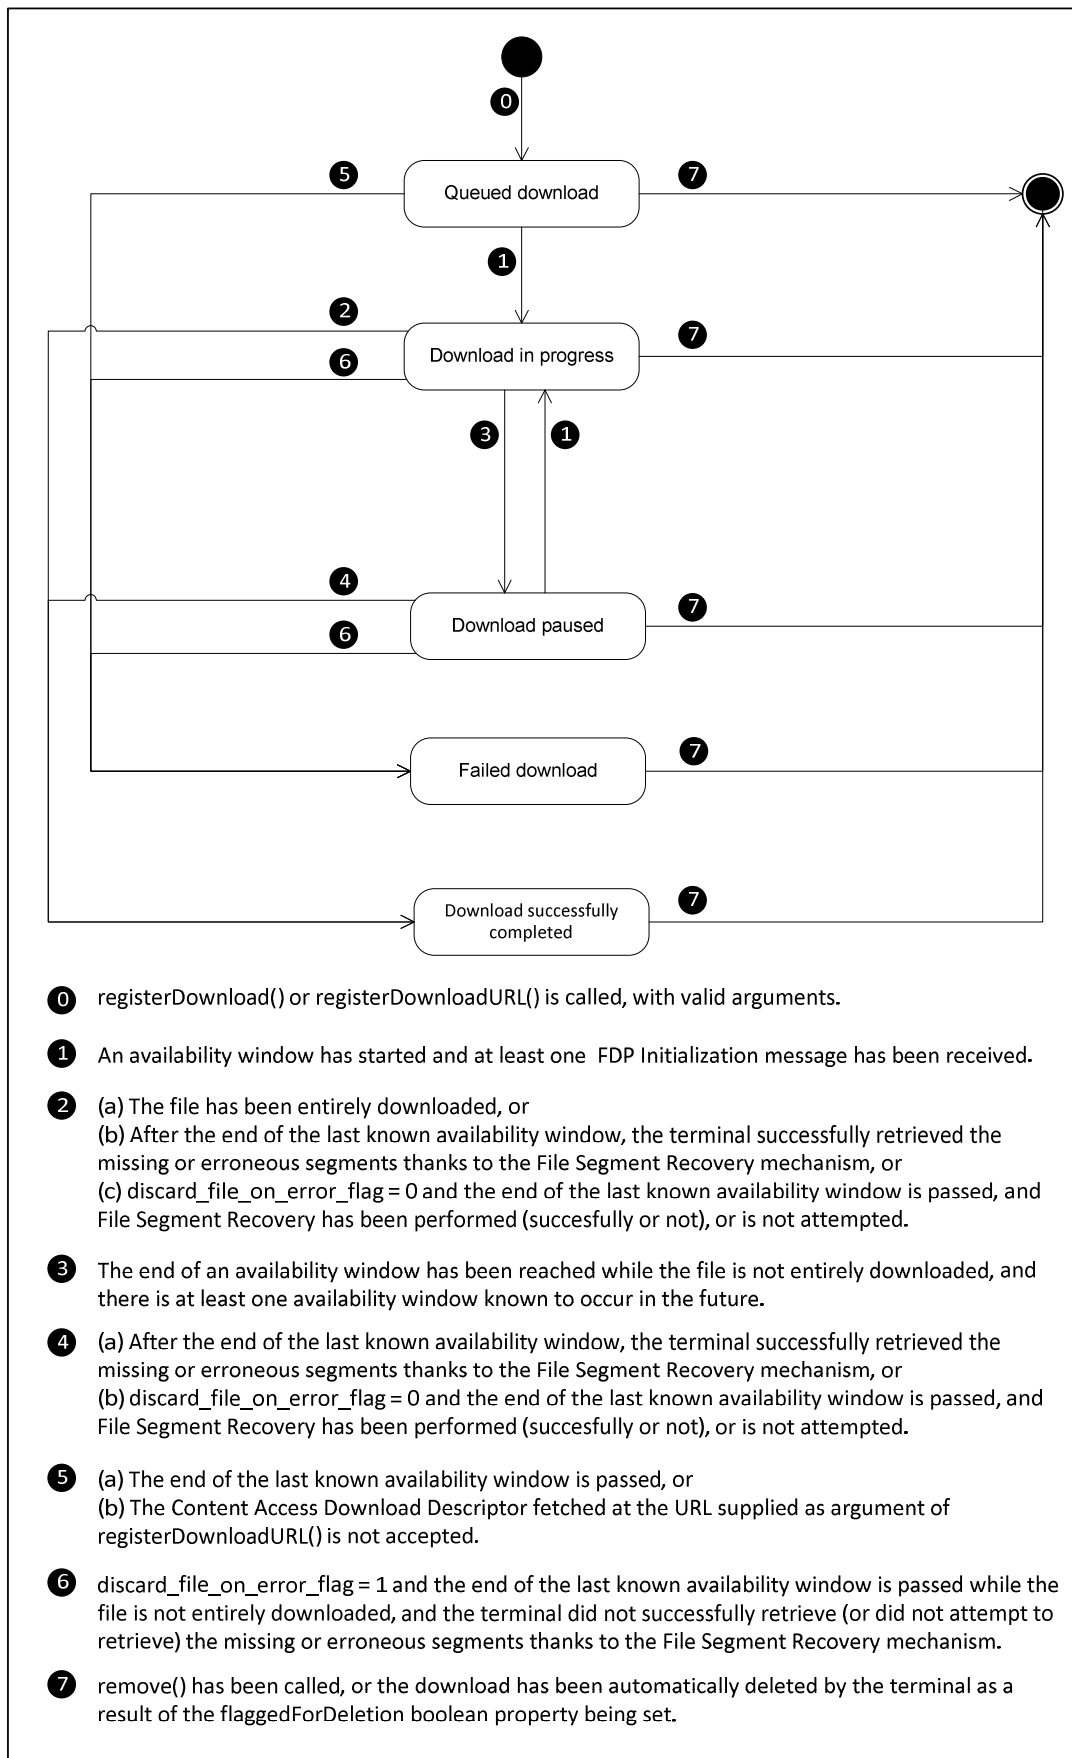 0
5
Queued download
7
1
2
Download in progress
7
6
3
1
4
Download paused
7
6
Failed download
7
Download successfully
completed
7
0 registerDownload() or registerDownloadURL() is called, with valid arguments.
1 An availability window has started and at least one FDP Initialization message has been received.
2 (a) The file has been entirely downloaded, or
(b) After the end of the last known availability window, the terminal successfully retrieved the
missing or erroneous segments thanks to the File Segment Recovery mechanism, or
(c) discard_file_on_error_flag = 0 and the end of the last known availability window is passed, and
File Segment Recovery has been performed (succesfully or not), or is not attempted.
3 The end of an availability window has been reached while the file is not entirely downloaded, and
there is at least one availability window known to occur in the future.
4 (a) After the end of the last known availability window, the terminal successfully retrieved the
missing or erroneous segments thanks to the File Segment Recovery mechanism, or
(b) discard_file_on_error_flag = 0 and the end of the last known availability window is passed, and
File Segment Recovery has been performed (succesfully or not), or is not attempted.
5 (a) The end of the last known availability window is passed, or
(b) The Content Access Download Descriptor fetched at the URL supplied as argument of
registerDownloadURL() is not accepted.
6 discard_file_on_error_flag = 1 and the end of the last known availability window is passed while the
file is not entirely downloaded, and the terminal did not successfully retrieve (or did not attempt to
retrieve) the missing or erroneous segments thanks to the File Segment Recovery mechanism.
7 remove() has been called, or the download has been automatically deleted by the terminal as a
result of the flaggedForDeletion boolean property being set.